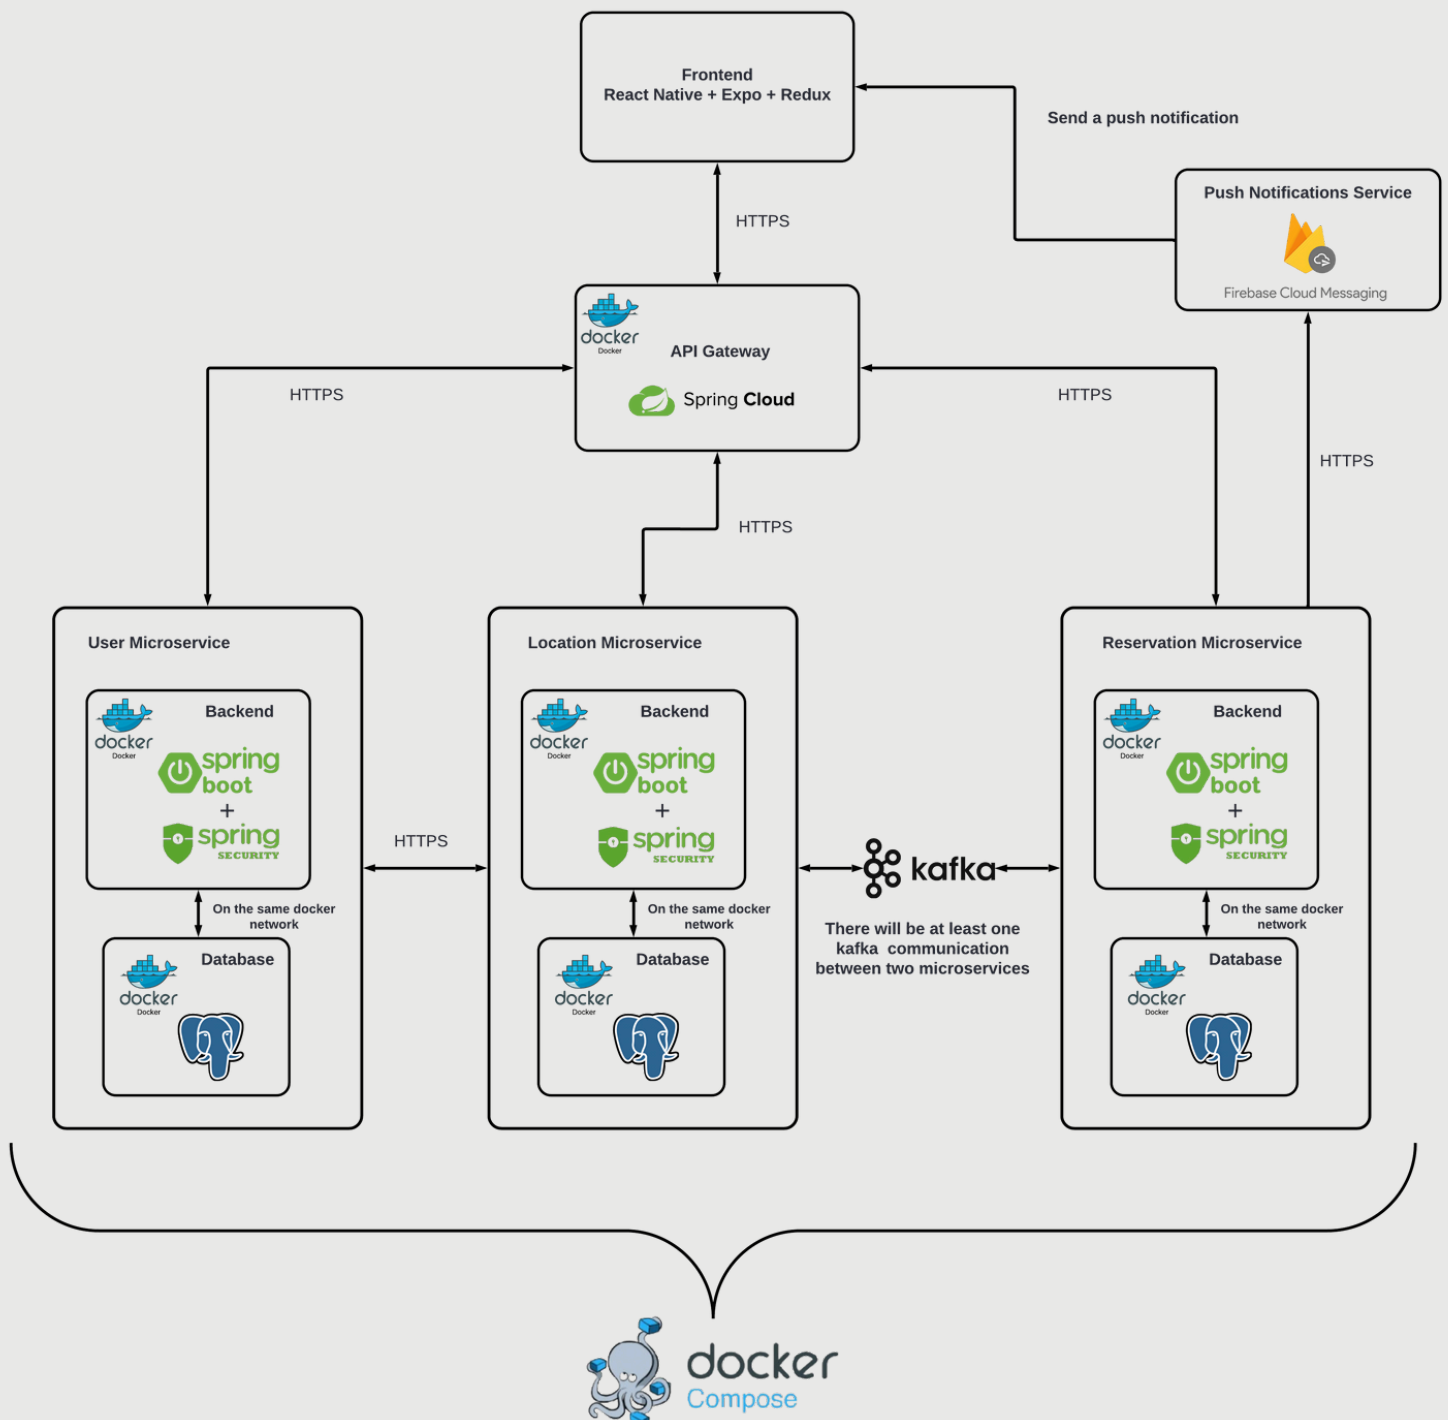 Frontend
React Native + Expo + Redux
Send a push notification
Push Notifications Service
HTTPS
Firebase Cloud Messaging
docker
Docker
API Gateway
Spring Cloud
HTTPS
HTTPS
HTTPS
HTTPS
User Microservice
Location Microservice
Reservation Microservice
docker
Docker
Backend
spring
boot
+
spring
SECURITY
docker
Docker
Backend
spring
boot
+
spring
SECURITY
docker
Docker
Backend
spring
boot
+
spring
SECURITY
HTTPS
kafka
On the same docker
network
On the same docker
network
There will be at least one
kafka communication
between two microservices
On the same docker
network
Database
docker
Docker
Database
docker
Docker
Database
docker
Docker
docker
Compose